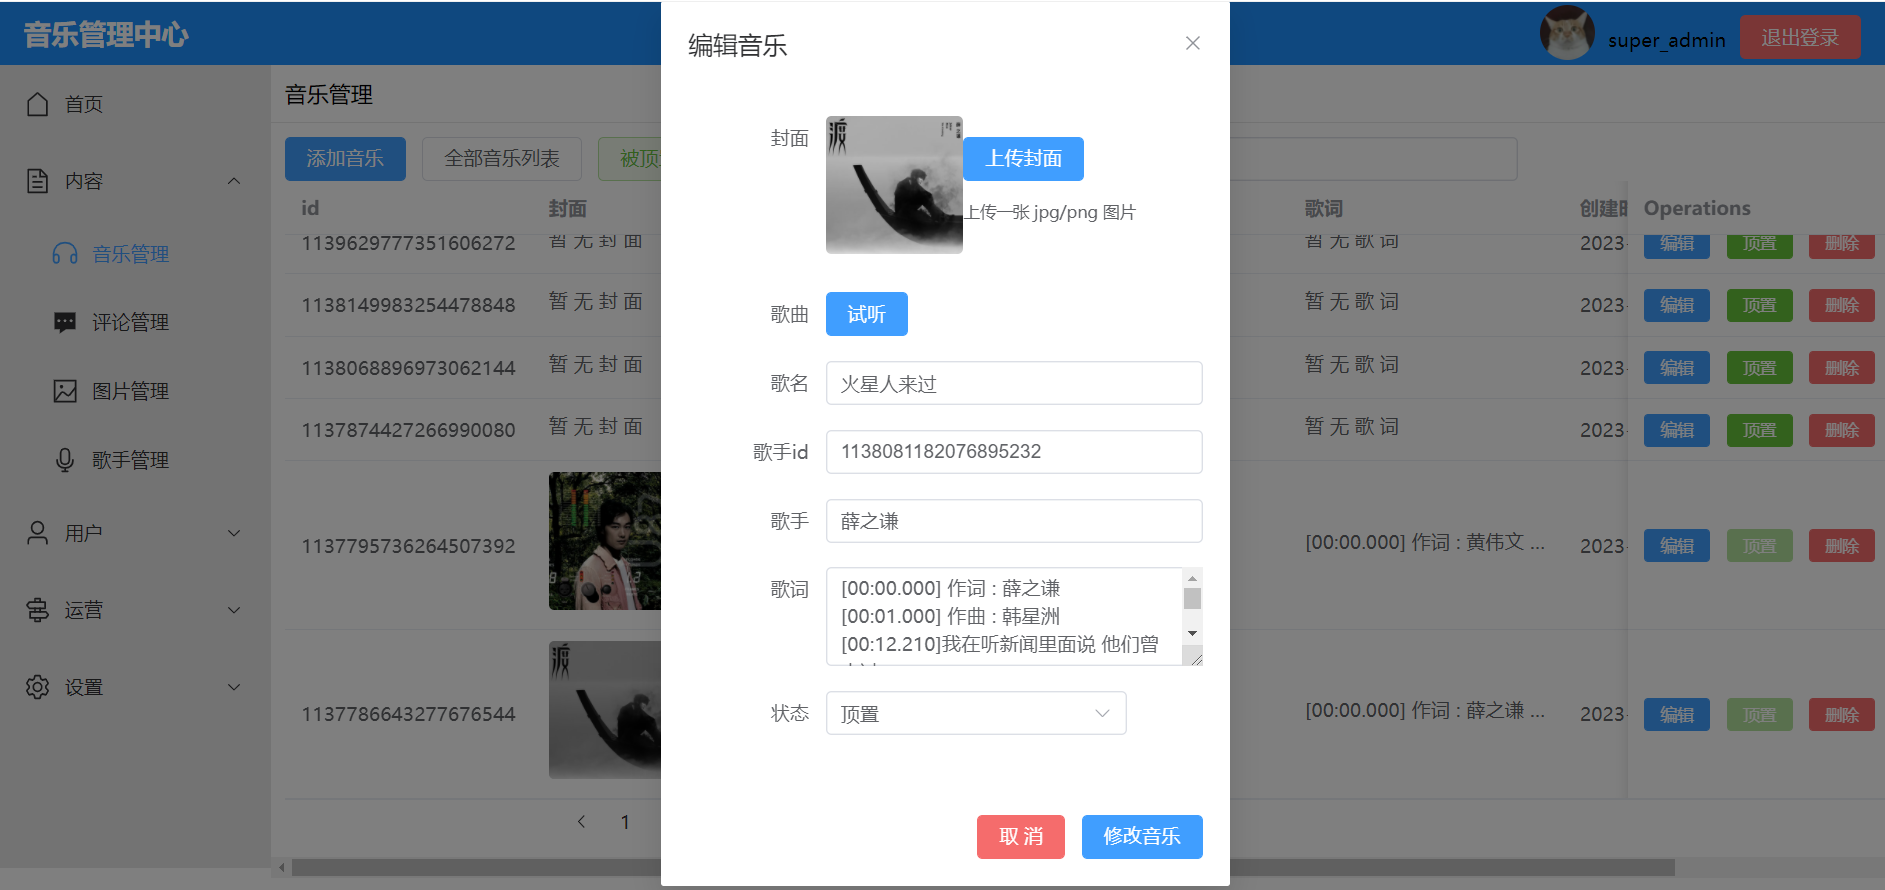 音乐管理中心
super_admin
退出登录
首页
内容
音乐管理
评论管理
图片管理
歌手管理
用户
运营
设置
音乐管理
添加音乐
全部音乐列表
被顶
id
封面
歌词
创建时
Operations
1139629777351606272
暂无封面
暂无歌词
2023-
编辑
顶置
删除
1138149983254478848
暂无封面
暂无歌词
2023-
编辑
顶置
删除
1138068896973062144
暂无封面
暂无歌词
2023-
编辑
顶置
删除
1137874427266990080
暂无封面
暂无歌词
2023-
编辑
顶置
删除
1137795736264507392
[00:00.000] 作词 : 黄伟文 ...
2023-
编辑
顶置
删除
1137786643277676544
渡
[00:00.000] 作词 : 薛之谦 ...
2023-
编辑
顶置
删除
1
编辑音乐
封面
渡
上传封面
上传一张 jpg/png 图片
歌曲
试听
歌名
火星人来过
歌手id
1138081182076895232
歌手
薛之谦
歌词
[00:00.000] 作词 : 薛之谦
[00:01.000] 作曲 : 韩星洲
[00:12.210]我在听新闻里面说 他们曾
状态
顶置
取 消
修改音乐